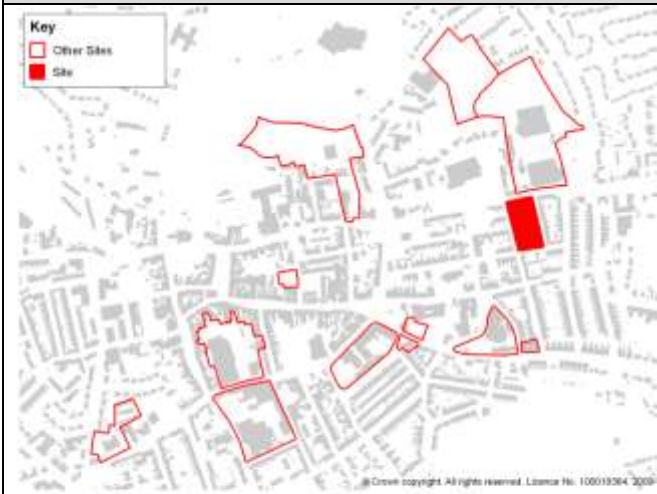 Key
Other Sites
Site
© Crown copyright. All rights reserved. Licence No. 100019364, 2009